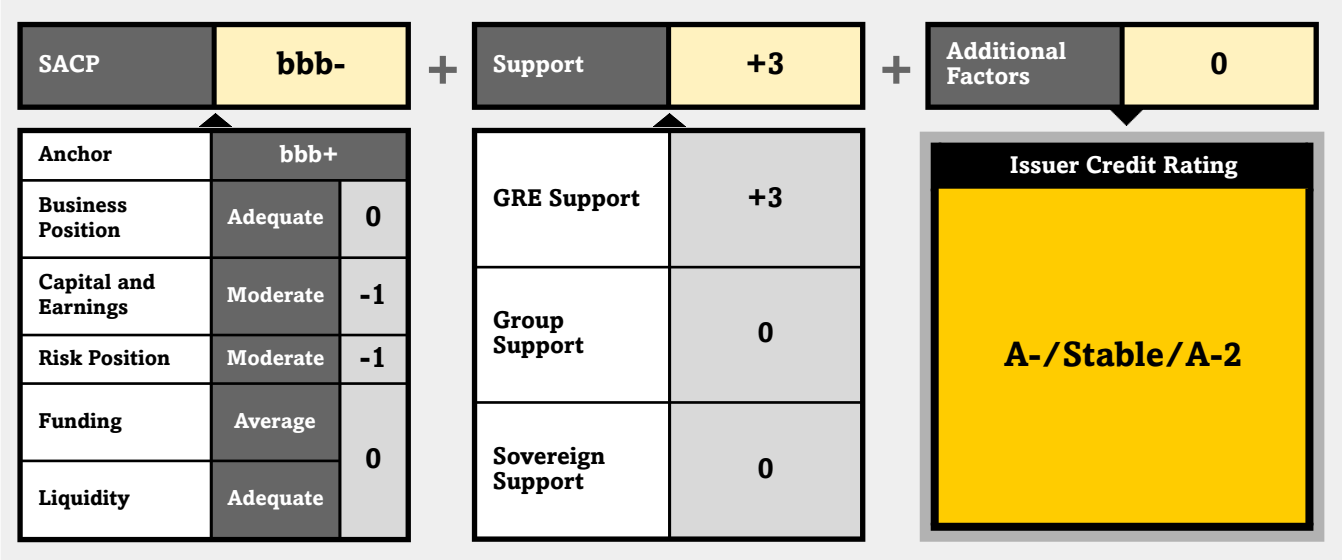 SACP
bbb-
+
Support
+3
+
Additional
Factors
0
Anchor
bbb+
Business
Position
Adequate
0
Capital and
Earnings
Moderate
-1
Risk Position
Moderate
-1
Funding
Average
0
Liquidity
Adequate
GRE Support
+3
Group
Support
0
Sovereign
Support
0
Issuer Credit Rating
A-/Stable/A-2